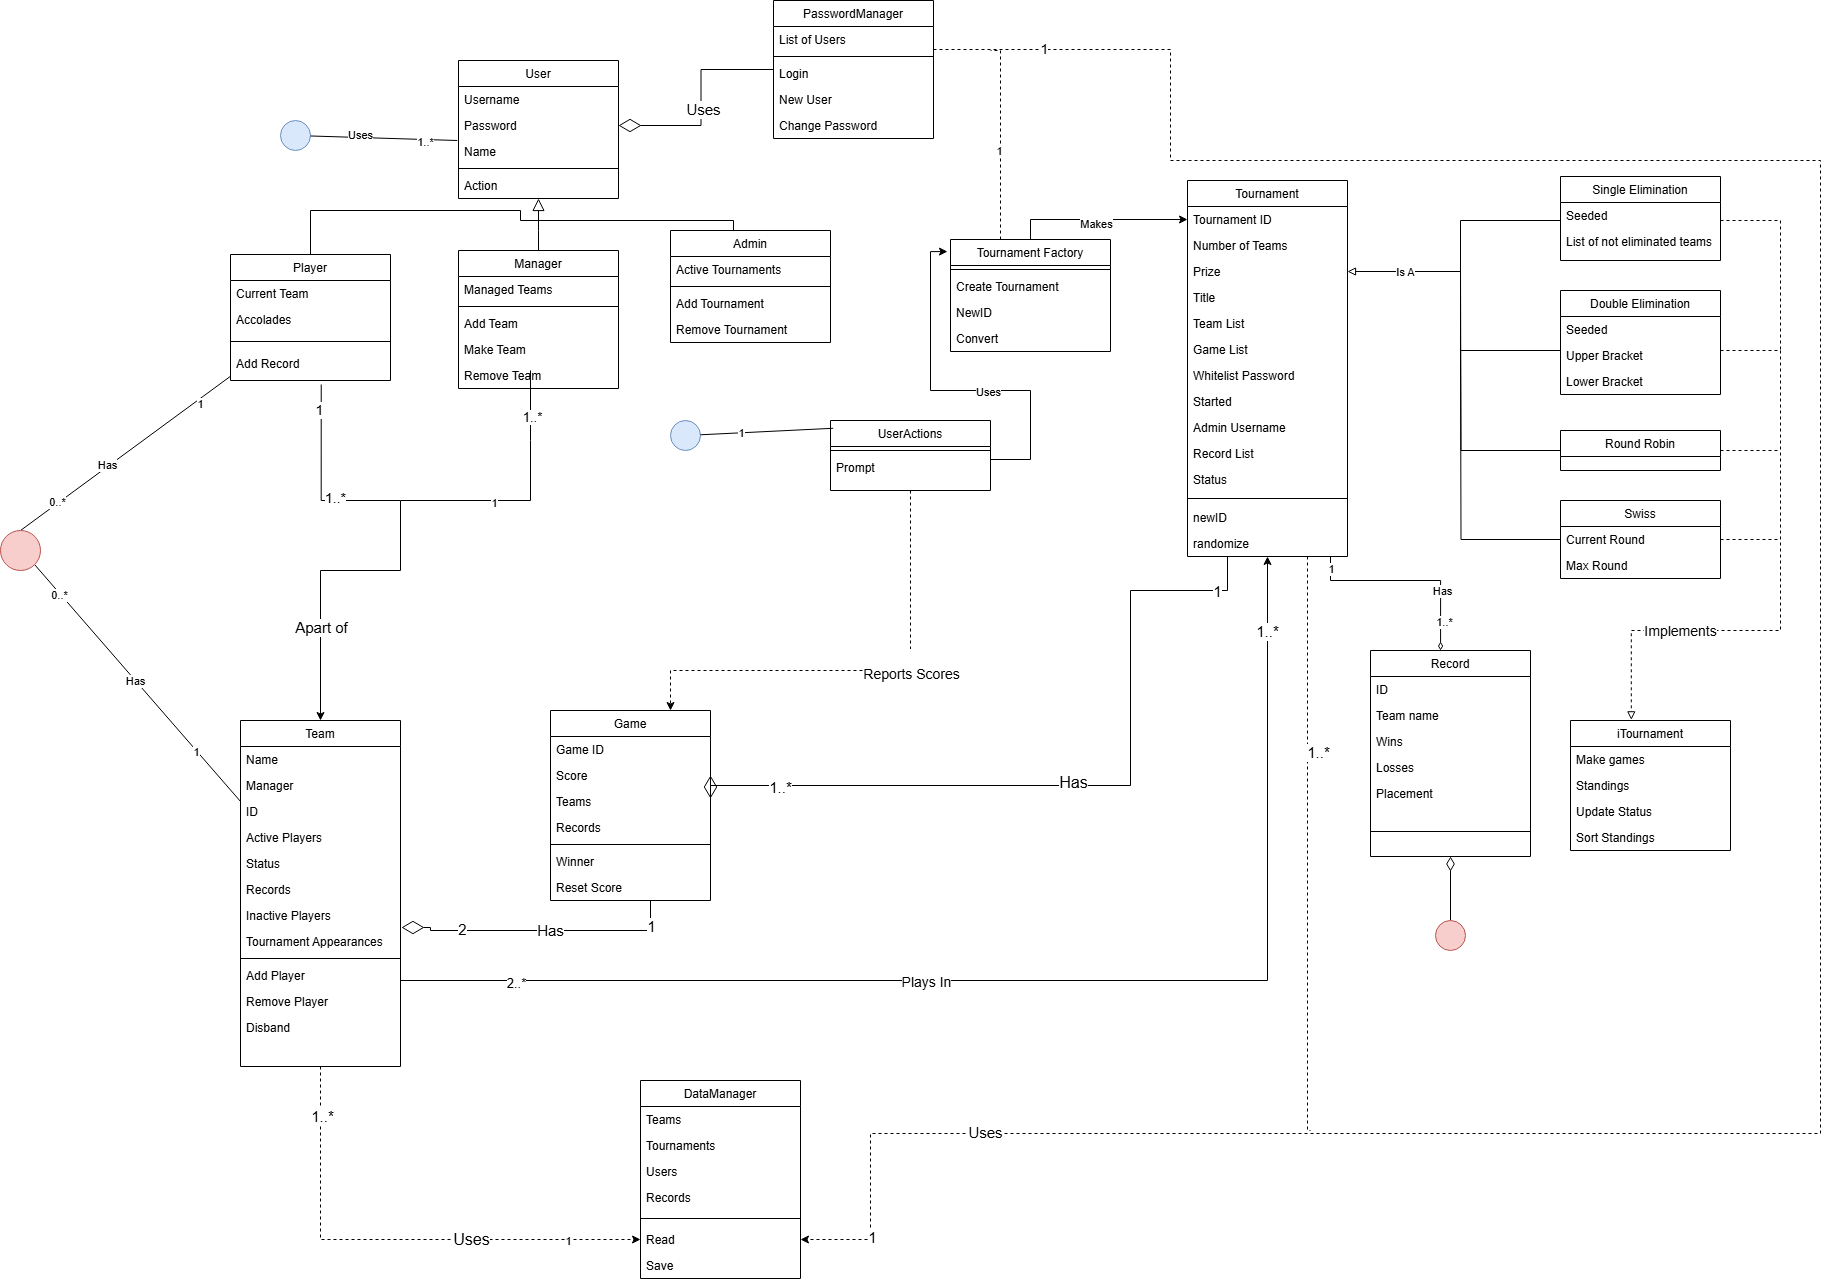 PasswordManager
List of Users
Login
New User
Change Password
1
1
User
Username
Password
Name
Action
Uses
Uses
1..*
Player
Current Team
Accolades
Add Record
Manager
Managed Teams
Add Team
Make Team
Remove Team
Admin
Active Tournaments
Add Tournament
Remove Tournament
Tournament Factory
Create Tournament
NewID
Convert
Makes
Uses
UserActions
Prompt
1
Tournament
Tournament ID
Number of Teams
Prize
Title
Team List
Game List
Whitelist Password
Started
Admin Username
Record List
Status
newID
randomize
Is A
Single Elimination
Seeded
List of not eliminated teams
Double Elimination
Seeded
Upper Bracket
Lower Bracket
Round Robin
Swiss
Current Round
Max Round
Implements
iTournament
Make games
Standings
Update Status
Sort Standings
1
Has
1..*
Record
ID
Team name
Wins
Losses
Placement
1
Has
0..*
0..*
Has
1
1
1..*
1..*
1
Apart of
Team
Name
Manager
ID
Active Players
Status
Records
Inactive Players
Tournament Appearances
Add Player
Remove Player
Disband
Reports Scores
Game
Game ID
Score
Teams
Records
Winner
Reset Score
1..*
Has
1
2
Has
1
2..*
Plays In
1..*
1..*
DataManager
Teams
Tournaments
Users
Records
Read
Save
1..*
Uses
1
Uses
1